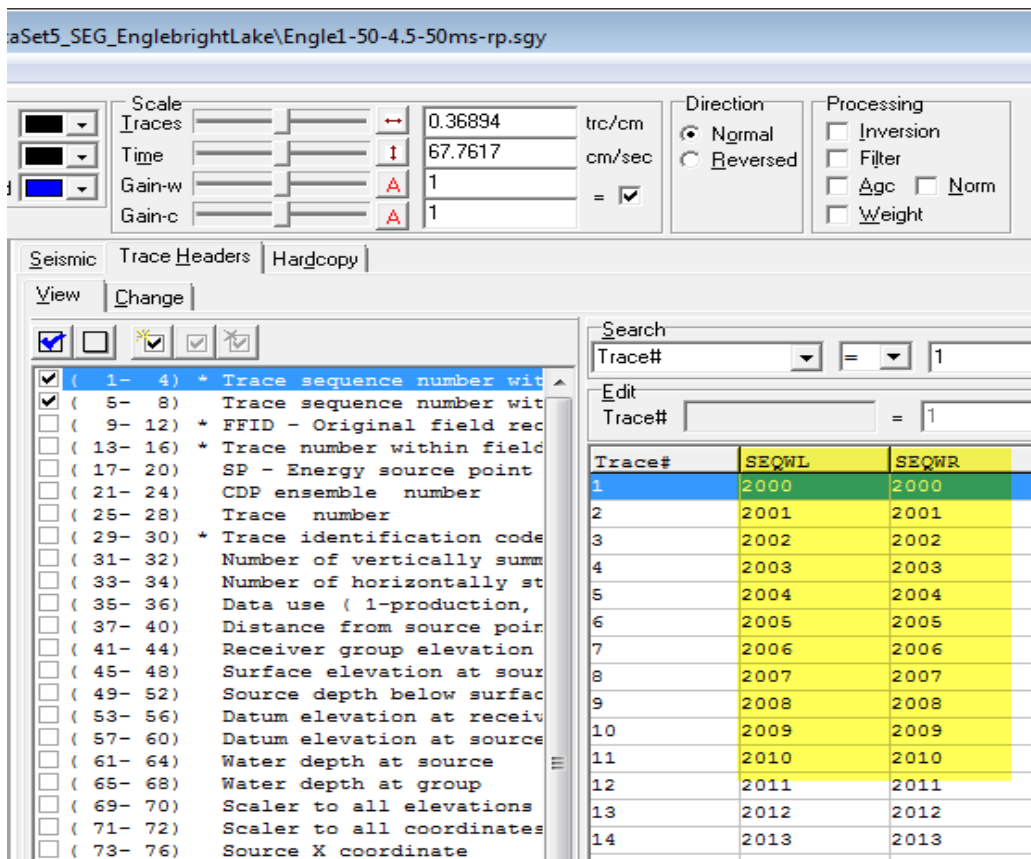 aSet5_SEG_EnglebrightLake\Engle1-50-4.5-50ms-rp.sgy
Scale
Traces 0.36894 trc/cm
Time 67.7617 cm/sec
Gain-w A 1
Gain-c A 1
=
Direction
Normal
Reversed
Processing
Inversion
Filter
Agc Norm
Weight
Seismic Trace Headers Hardcopy
View Change
( 1- 4) * Trace sequence number wit
( 5- 8) Trace sequence number wit
( 9- 12) * FFID - Original field rec
( 13- 16) * Trace number within field
( 17- 20) SP - Energy source point
( 21- 24) CDP ensemble number
( 25- 28) Trace number
( 29- 30) * Trace identification code
( 31- 32) Number of vertically summ
( 33- 34) Number of horizontally st
( 35- 36) Data use ( 1-production,
( 37- 40) Distance from source poin
( 41- 44) Receiver group elevation
( 45- 48) Surface elevation at sour
( 49- 52) Source depth below surfac
( 53- 56) Datum elevation at receiv
( 57- 60) Datum elevation at source
( 61- 64) Water depth at source
( 65- 68) Water depth at group
( 69- 70) Scaler to all elevations
( 71- 72) Scaler to all coordinates
( 73- 76) Source X coordinate
Search
Trace# = 1
Edit
Trace# = 1
Trace# SEQWL SEQWR
1 2000 2000
2 2001 2001
3 2002 2002
4 2003 2003
5 2004 2004
6 2005 2005
7 2006 2006
8 2007 2007
9 2008 2008
10 2009 2009
11 2010 2010
12 2011 2011
13 2012 2012
14 2013 2013